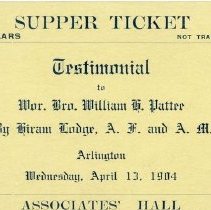 SUPPER TICKET
LARS NOT TRA
Testimonial
to
Wor. Bro. William H. Pattee
By Hiram Lodge, A. F. and A. M.
Arlington
Wednesday, April 13, 1904
ASSOCIATES' HALL